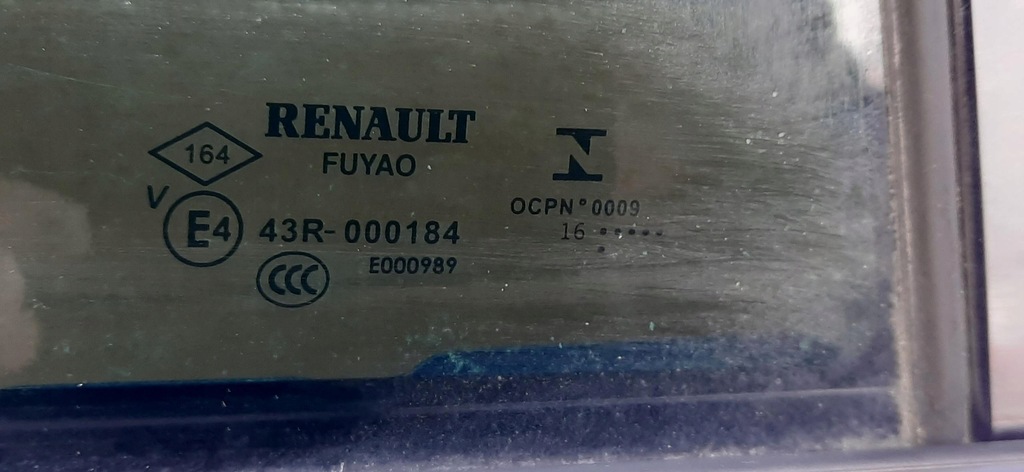 RENAULT
164
FUYAO
V
E4 43R-000184
CCC E000989
OCPN°0009
16 •••••
•